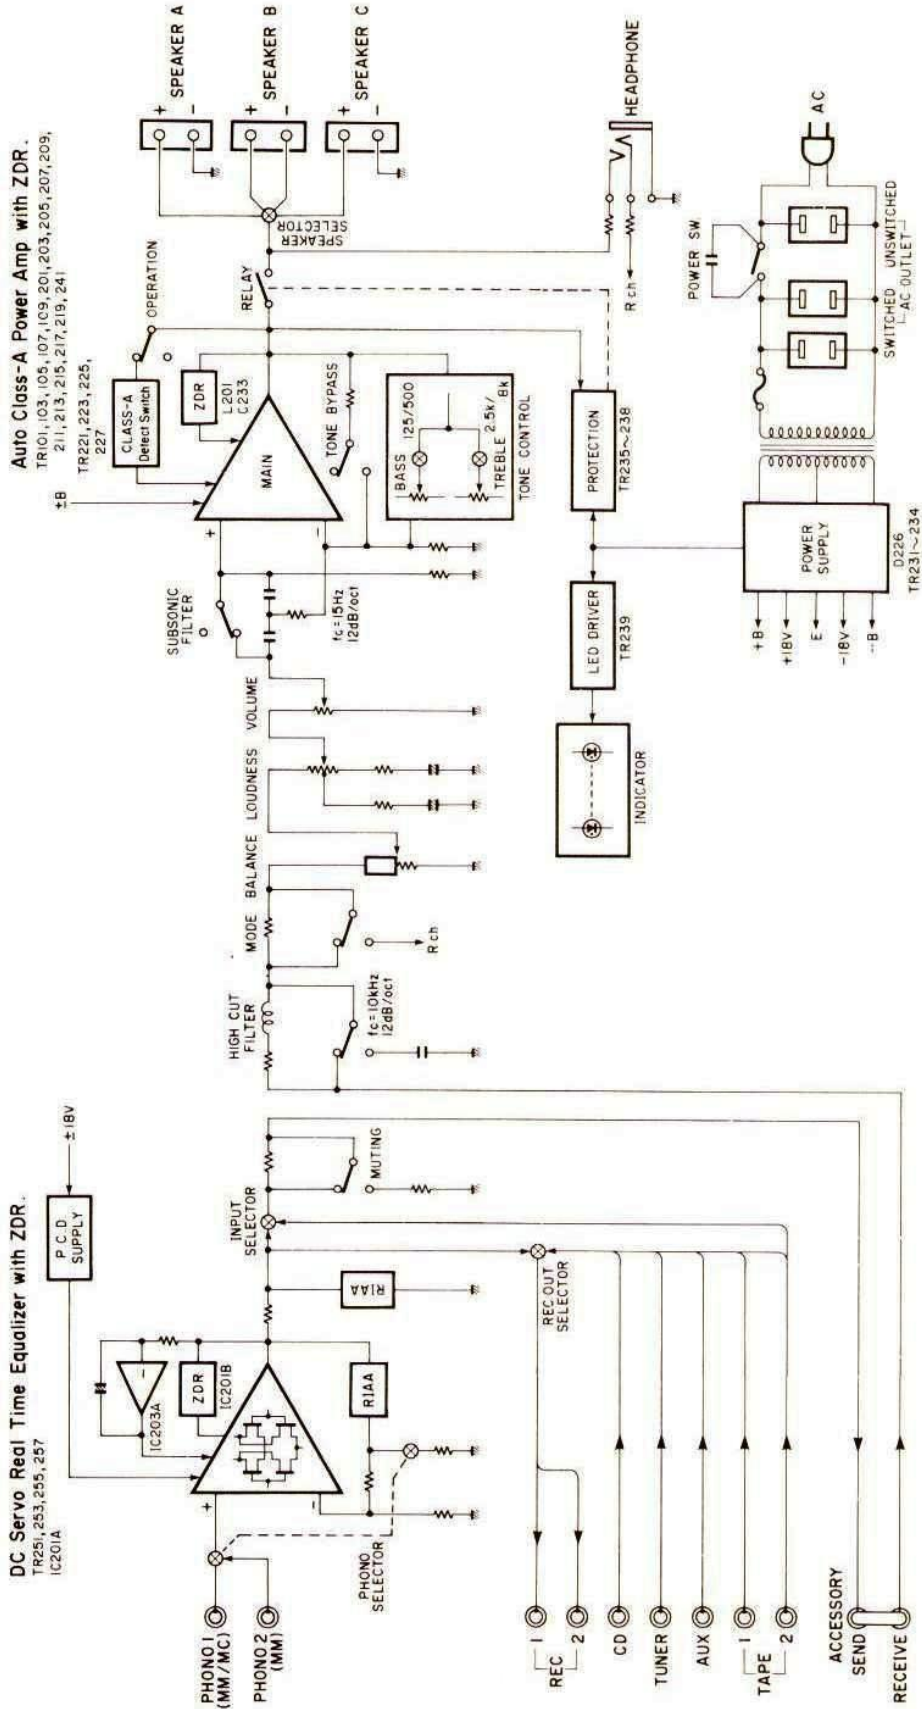 DC Servo Real Time Equalizer with ZDR.
TR251, 253, 255, 257
IC201A
P.C.D
SUPPLY
±18V
IC203A
ZDR
IC201B
+
-
-
RIAA
RIAA
PHONO 1
(MM/MC)
PHONO 2
(MM)
PHONO
SELECTOR
INPUT
SELECTOR
MUTING
REC OUT
SELECTOR
1
REC
2
CD
TUNER
AUX
1
TAPE
2
ACCESSORY
SEND
RECEIVE
HIGH CUT
FILTER
fc=10kHz
12dB/oct
MODE
R ch
BALANCE
LOUDNESS
VOLUME
SUBSONIC
FILTER
fc=15Hz
12dB/oct
Auto Class-A Power Amp with ZDR.
TR101, 103, 105, 107, 109, 201, 203, 205, 207, 209,
211, 213, 215, 217, 219, 241
TR221, 223, 225,
227
±B
CLASS-A
Detect Switch
OPERATION
ZDR
L201
C233
MAIN
+
-
TONE BYPASS
BASS
125/500
TREBLE
2.5k/
8k
TONE CONTROL
RELAY
SPEAKER
SELECTOR
+
-
SPEAKER A
+
-
SPEAKER B
+
-
SPEAKER C
HEADPHONE
R ch
INDICATOR
LED DRIVER
TR239
PROTECTION
TR235~238
+B
+18V
E
-18V
--B
POWER
SUPPLY
D226
TR231~234
POWER SW.
SWITCHED
UNSWITCHED
AC OUTLET
AC